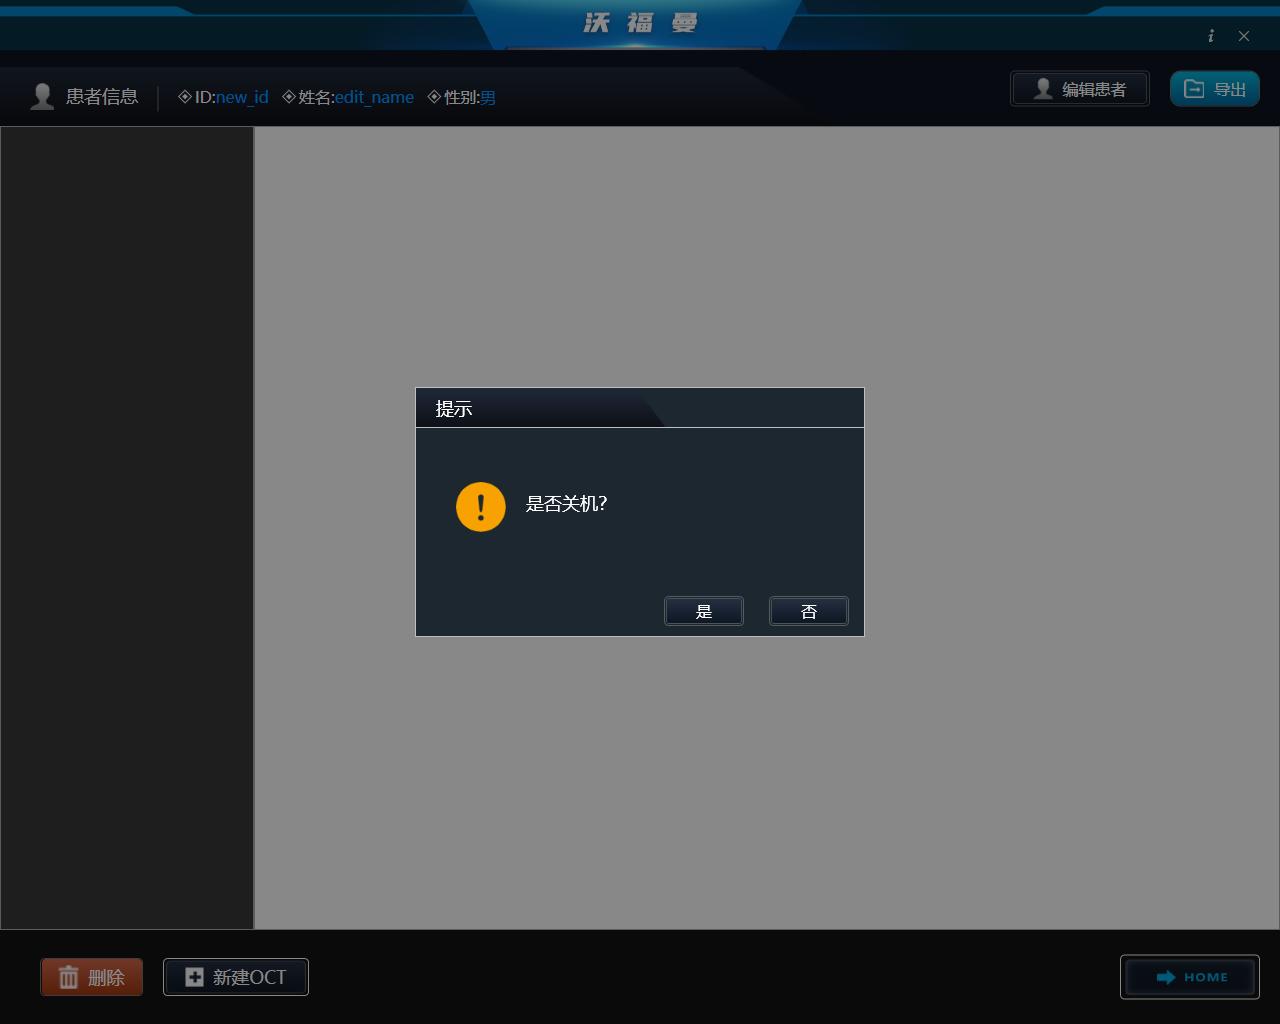 沃福曼
患者信息 ID:new_id 姓名:edit_name 性别:男 编辑患者 导出
提示
是否关机?
是 否
删除 新建OCT HOME